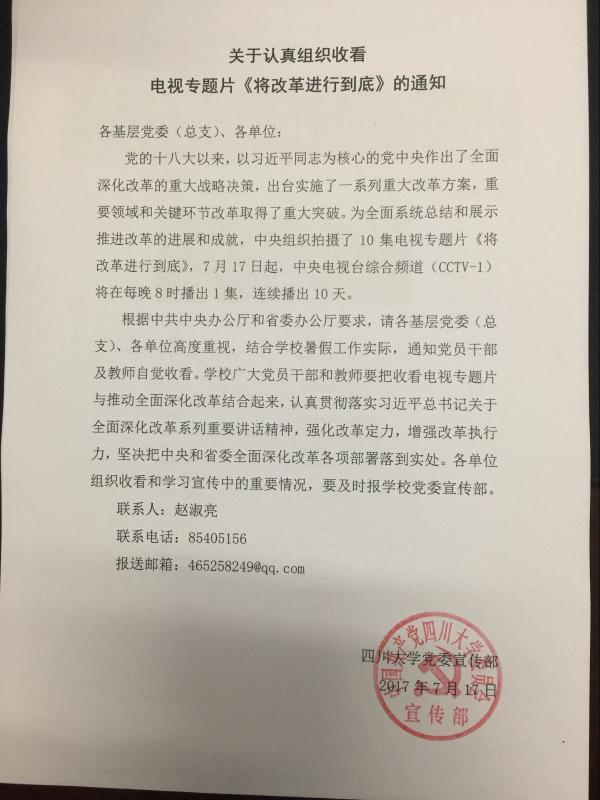 关于认真组织收看
电视专题片《将改革进行到底》的通知
各基层党委（总支）、各单位：
党的十八大以来，以习近平同志为核心的党中央作出了全面
深化改革的重大战略决策，出台实施了一系列重大改革方案，重
要领域和关键环节改革取得了重大突破。为全面系统总结和展示
推进改革的进展和成就，中央组织拍摄了 10 集电视专题片《将
改革进行到底》，7 月 17 日起，中央电视台综合频道（CCTV-1）
将在每晚 8 时播出 1 集，连续播出 10 天。
根据中共中央办公厅和省委办公厅要求，请各基层党委（总
支）、各单位高度重视，结合学校暑假工作实际，通知党员干部
及教师自觉收看。学校广大党员干部和教师要把收看电视专题片
与推动全面深化改革结合起来，认真贯彻落实习近平总书记关于
全面深化改革系列重要讲话精神，强化改革定力，增强改革执行
力，坚决把中央和省委全面深化改革各项部署落到实处。各单位
组织收看和学习宣传中的重要情况，要及时报学校党委宣传部。
联系人：赵淑亮
联系电话：85405156
报送邮箱：465258249@qq.com
四川大学党委宣传部
2017 年 7 月 17 日
中国共产党四川大学委员会
宣传部